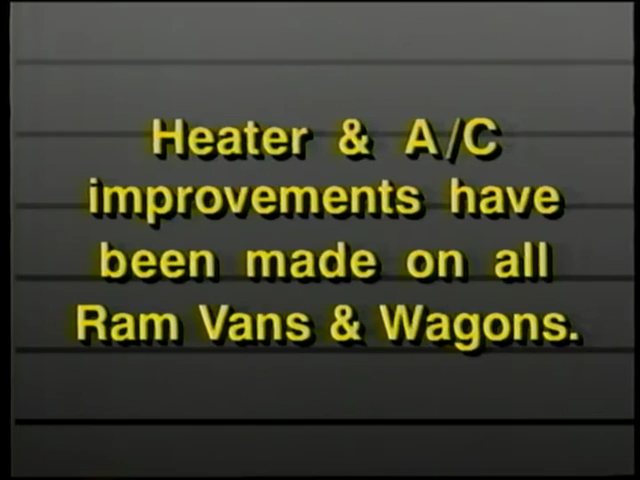 Heater & A/C
improvements have
been made on all
Ram Vans & Wagons.